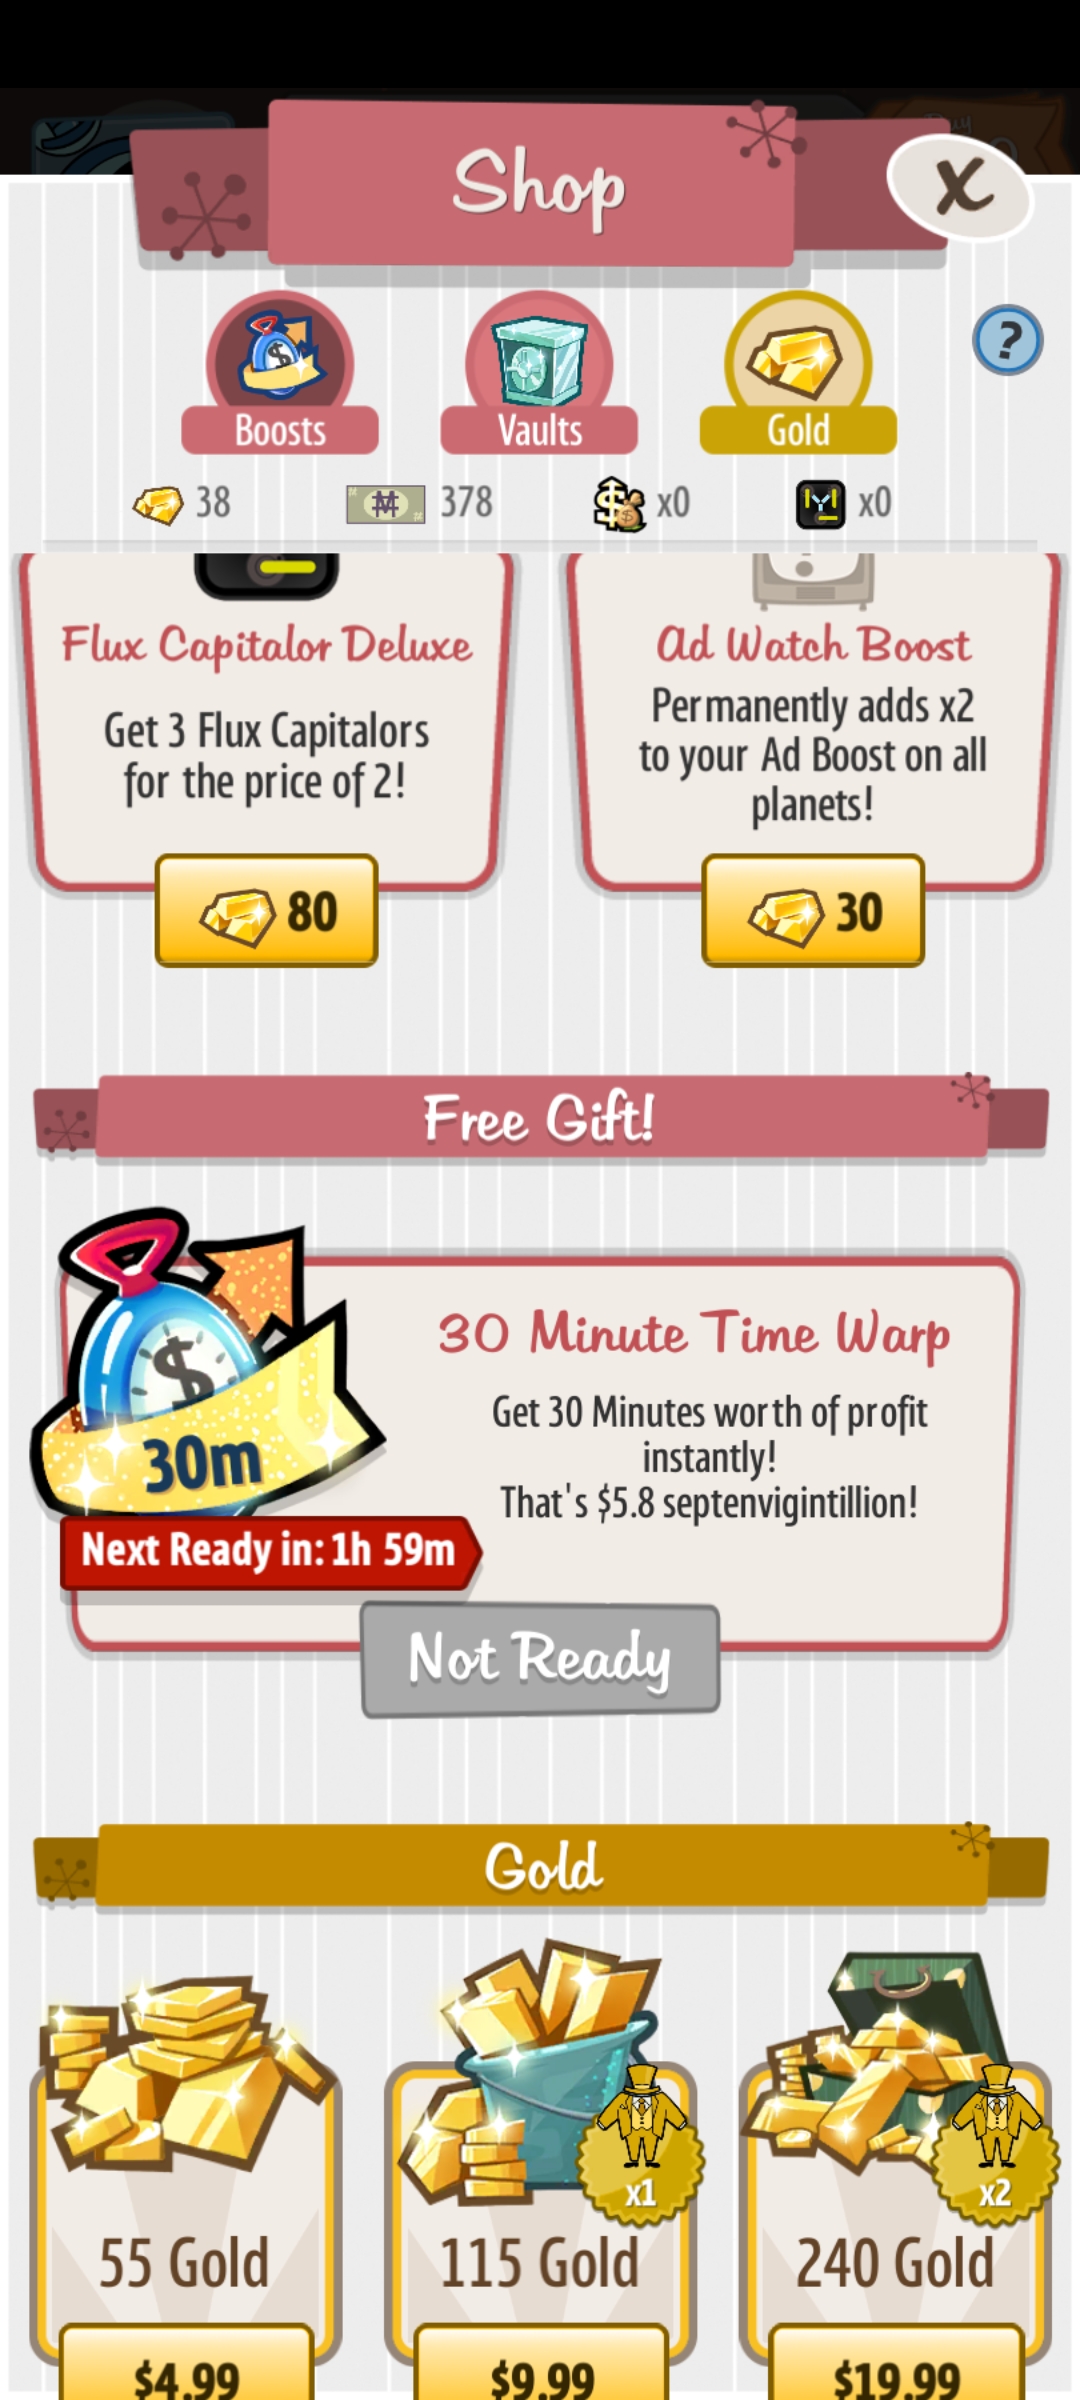 Shop
X
?
Boosts
Vaults
Gold
38
378
x0
x0
Flux Capitalor Deluxe
Get 3 Flux Capitalors
for the price of 2!
80
Ad Watch Boost
Permanently adds x2
to your Ad Boost on all
planets!
30
Free Gift!
30m
30 Minute Time Warp
Get 30 Minutes worth of profit
instantly!
That's $5.8 septenvigintillion!
Next Ready in: 1h 59m
Not Ready
Gold
55 Gold
$4.99
x1
115 Gold
$9.99
x2
240 Gold
$19.99